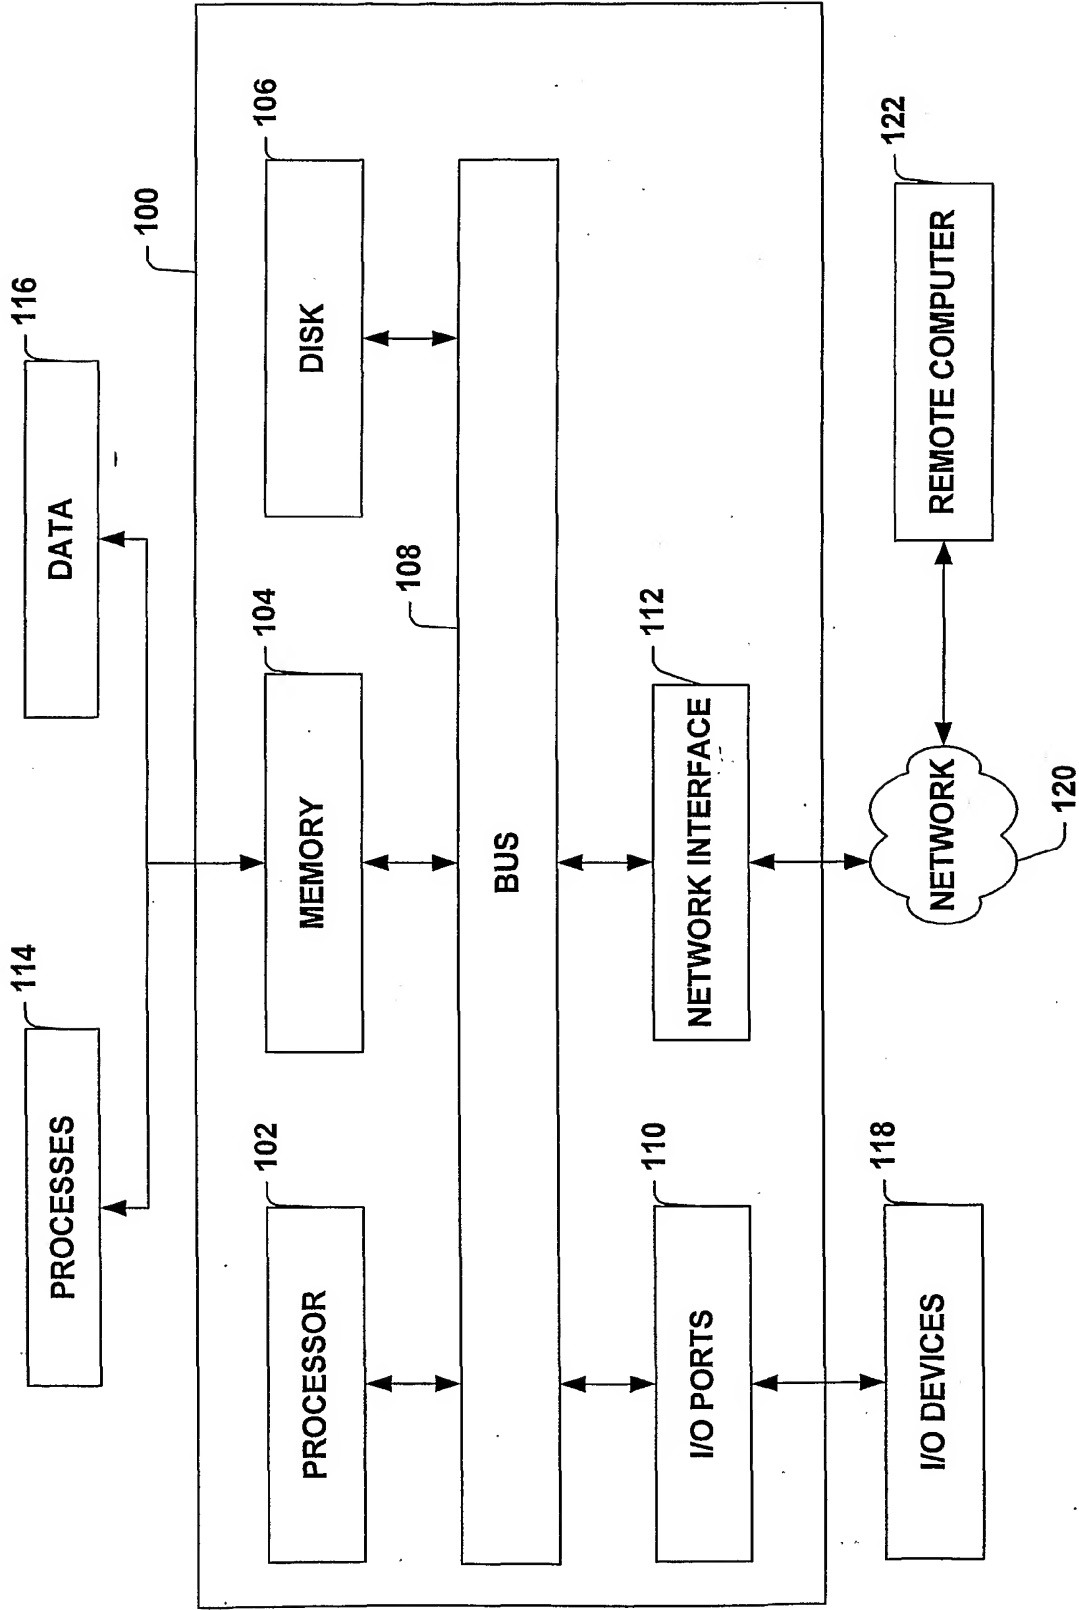 PROCESSES
114
DATA
116
100
PROCESSOR
102
MEMORY
104
DISK
106
BUS
108
I/O PORTS
110
NETWORK INTERFACE
112
I/O DEVICES
118
NETWORK
120
REMOTE COMPUTER
122